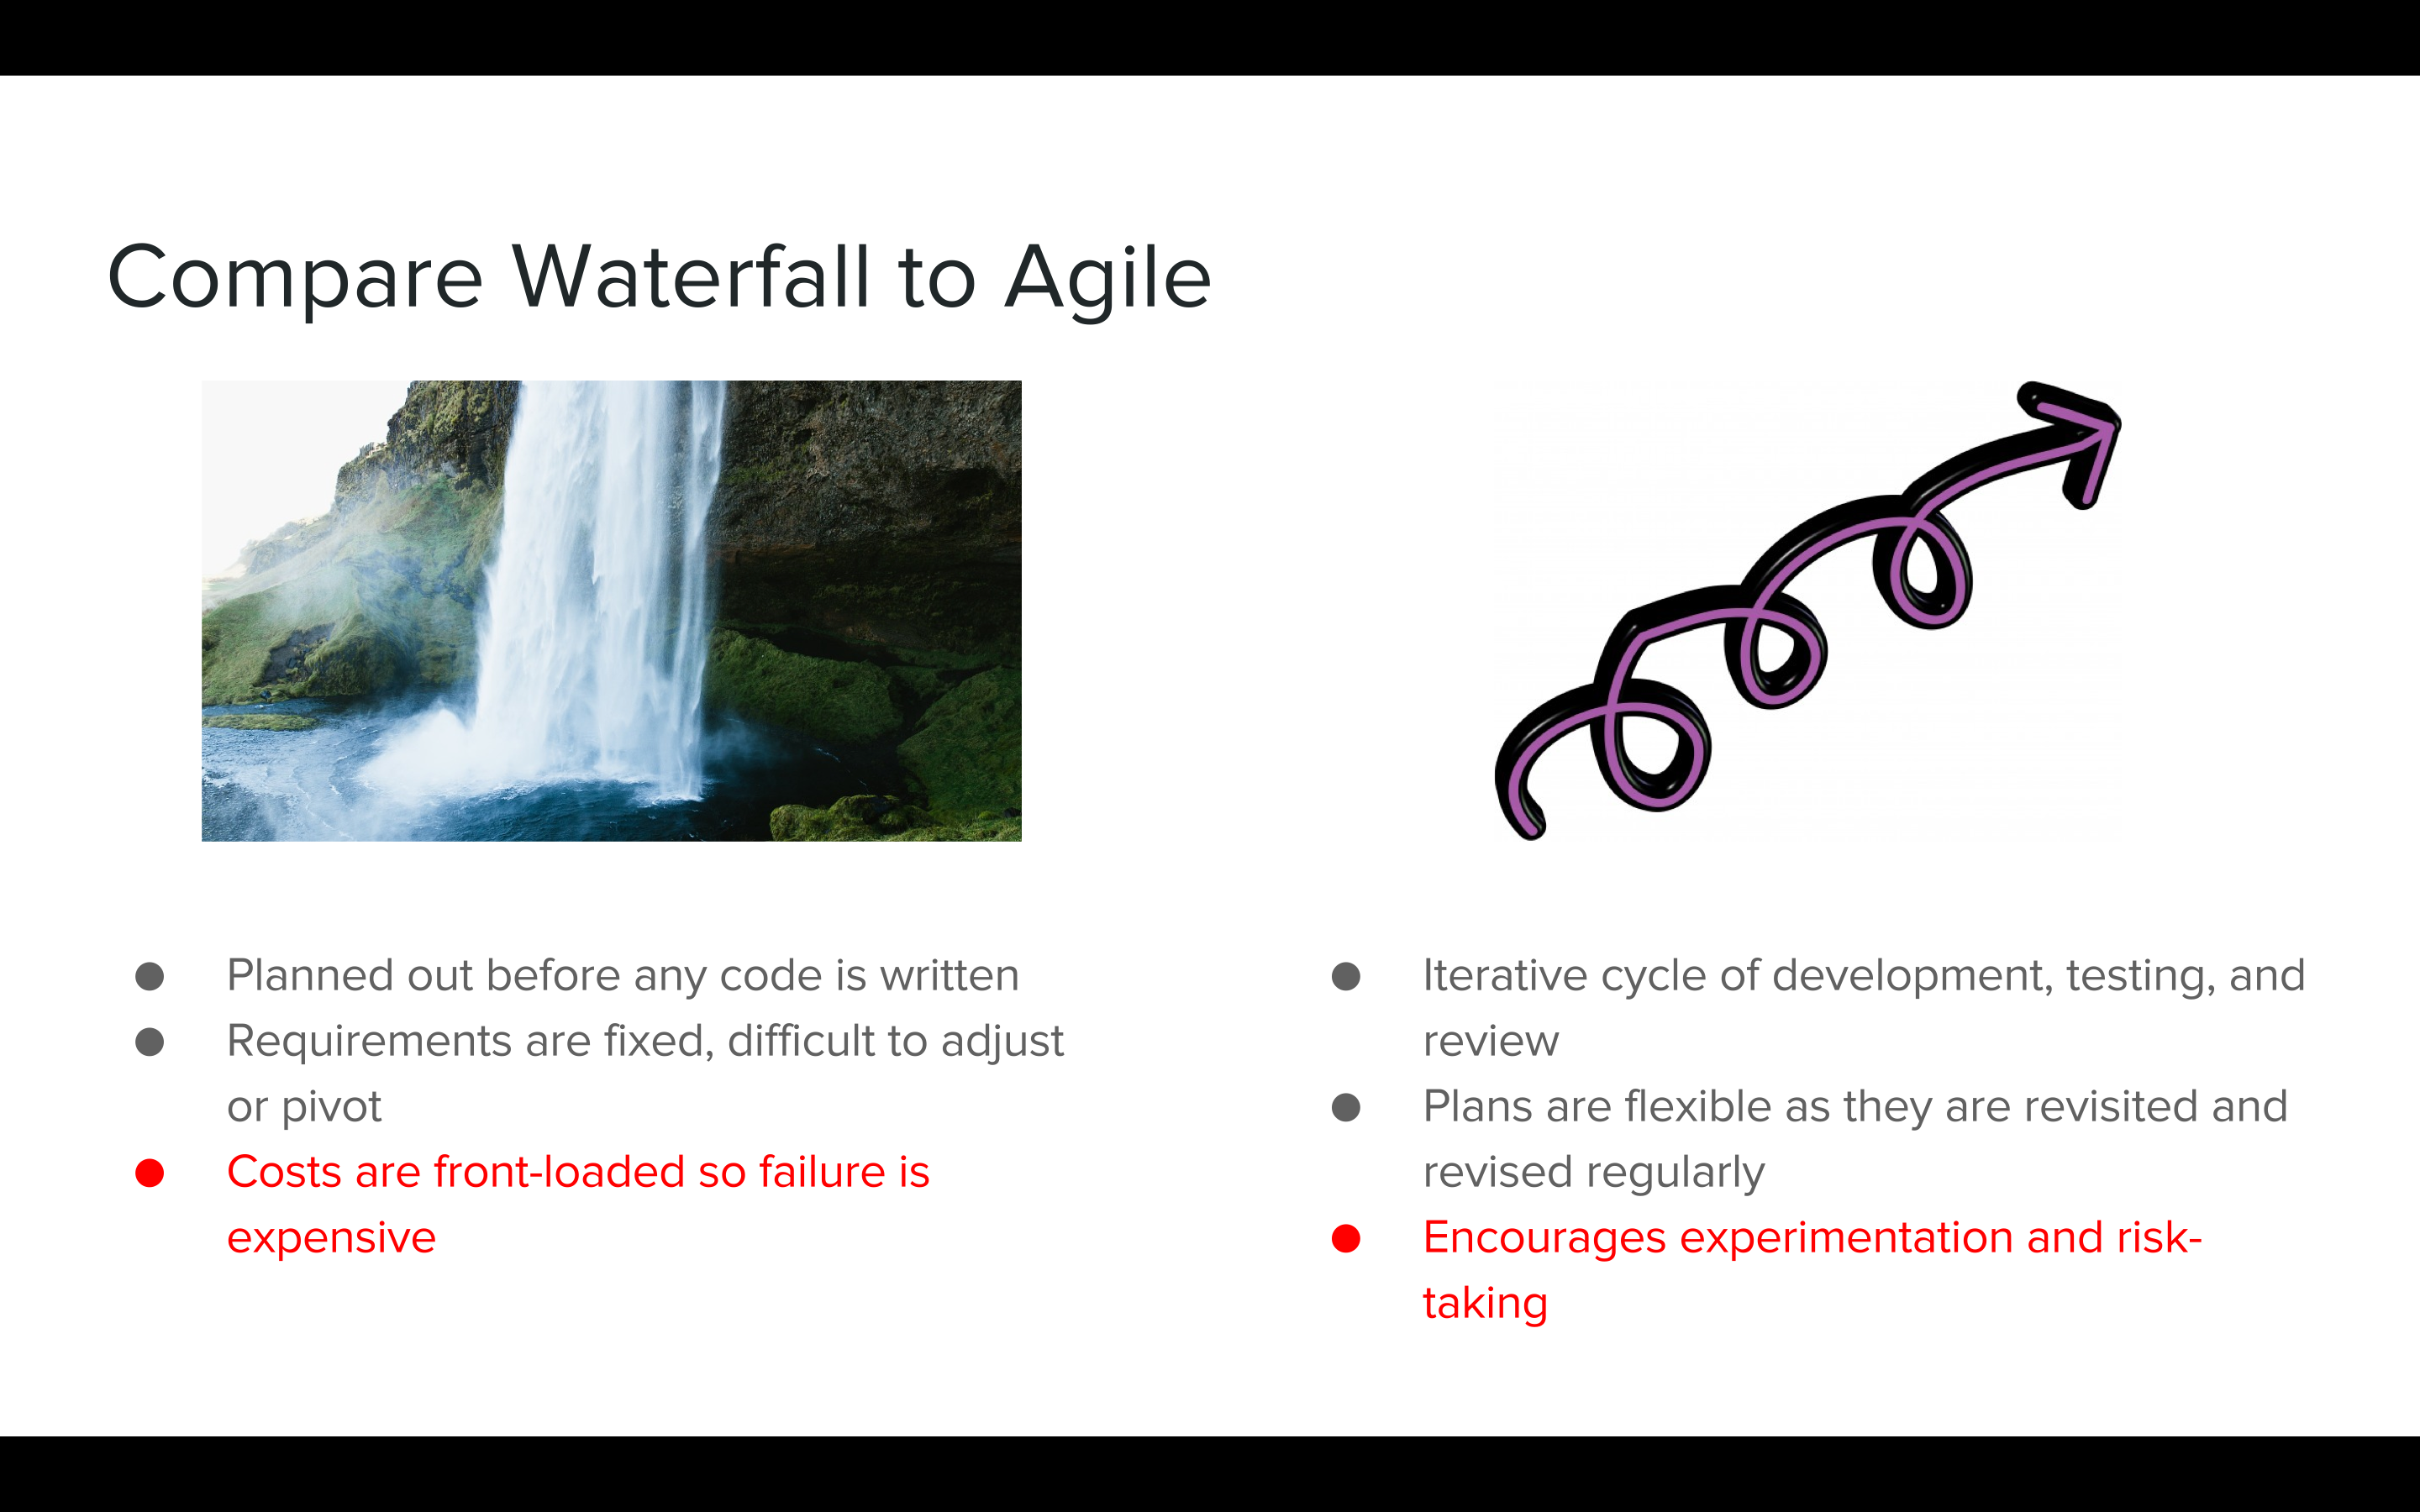 Compare Waterfall to Agile
Planned out before any code is written
Requirements are fixed, difficult to adjust
or pivot
Costs are front-loaded so failure is
expensive
Iterative cycle of development, testing, and
review
Plans are flexible as they are revisited and
revised regularly
Encourages experimentation and risk-
taking